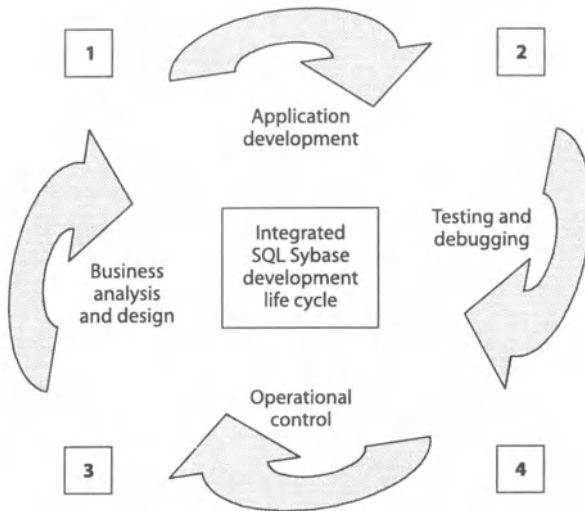 1
2
Application
development
Integrated
SQL Sybase
development
life cycle
Testing and
debugging
Business
analysis
and design
Operational
control
3
4